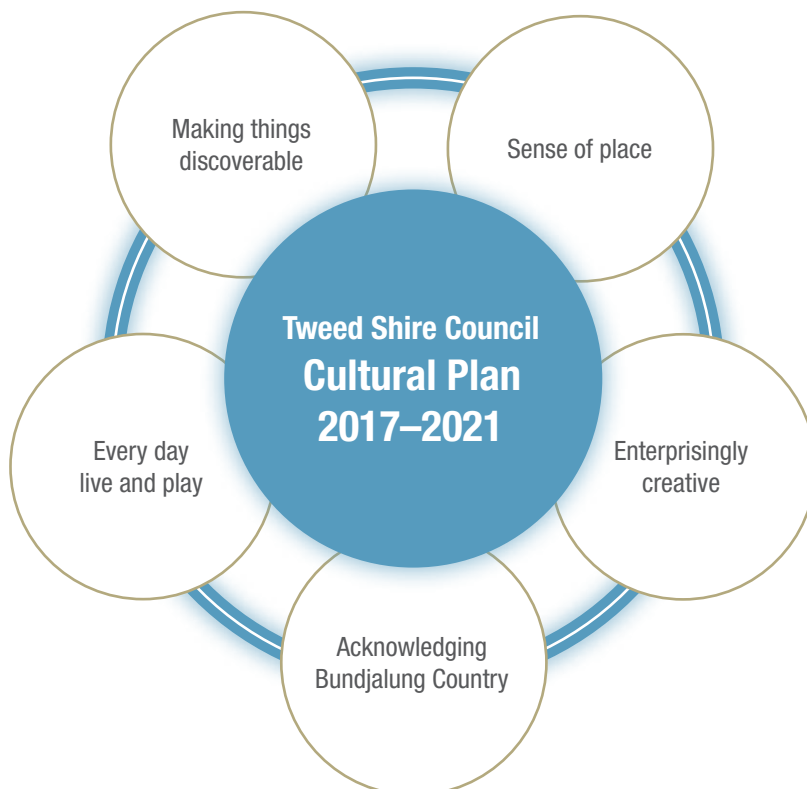 Making things
discoverable
Sense of place
Tweed Shire Council
Cultural Plan
2017–2021
Every day
live and play
Enterprisingly
creative
Acknowledging
Bundjalung Country